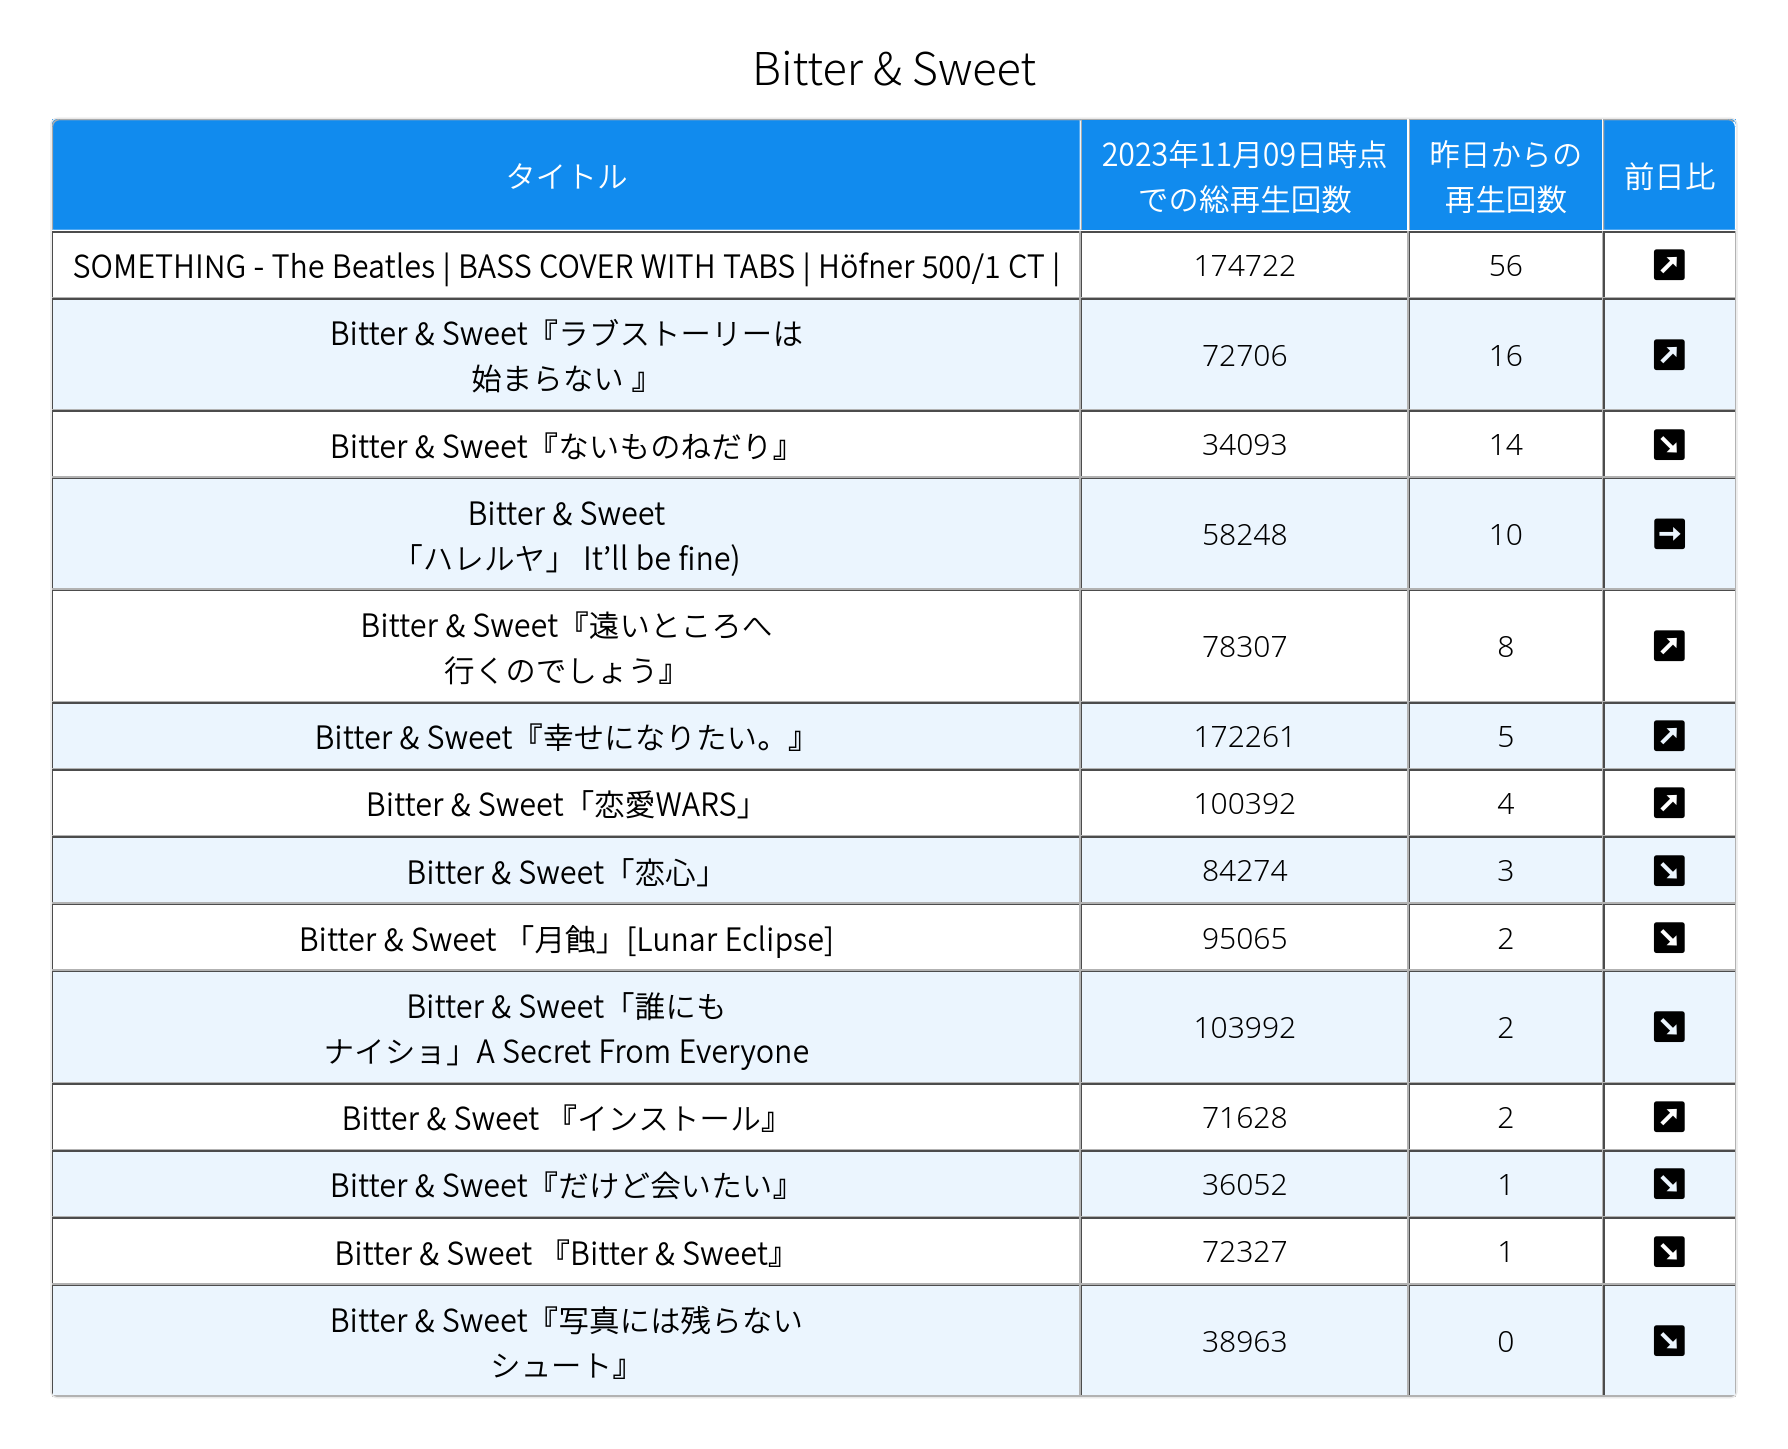 Bitter & Sweet
タイトル
2023年11月09日時点
での総再生回数
昨日からの
再生回数
前日比
SOMETHING - The Beatles | BASS COVER WITH TABS | Höfner 500/1 CT |
174722
56
↗
Bitter & Sweet『ラブストーリーは
始まらない 』
72706
16
↗
Bitter & Sweet『ないものねだり』
34093
14
↘
Bitter & Sweet
「ハレルヤ」 It’ll be fine)
58248
10
→
Bitter & Sweet『遠いところへ
行くのでしょう』
78307
8
↗
Bitter & Sweet『幸せになりたい。』
172261
5
↗
Bitter & Sweet「恋愛WARS」
100392
4
↗
Bitter & Sweet「恋心」
84274
3
↘
Bitter & Sweet 「月蝕」[Lunar Eclipse]
95065
2
↘
Bitter & Sweet「誰にも
ナイショ」A Secret From Everyone
103992
2
↘
Bitter & Sweet 『インストール』
71628
2
↗
Bitter & Sweet『だけど会いたい』
36052
1
↘
Bitter & Sweet 『Bitter & Sweet』
72327
1
↘
Bitter & Sweet『写真には残らない
シュート』
38963
0
↘